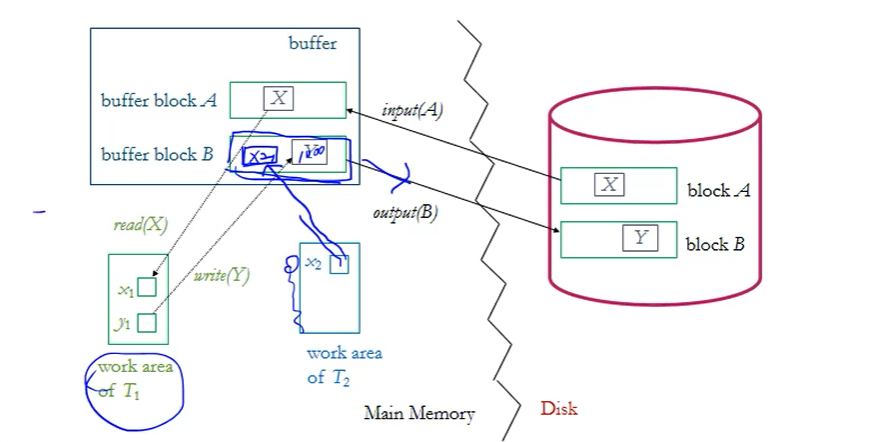 buffer
buffer block A
X
input(A)
buffer block B
output(B)
X
block A
Y
block B
read(X)
write(Y)
x₁
y₁
x₂
work area
of T₁
work area
of T₂
Main Memory
Disk